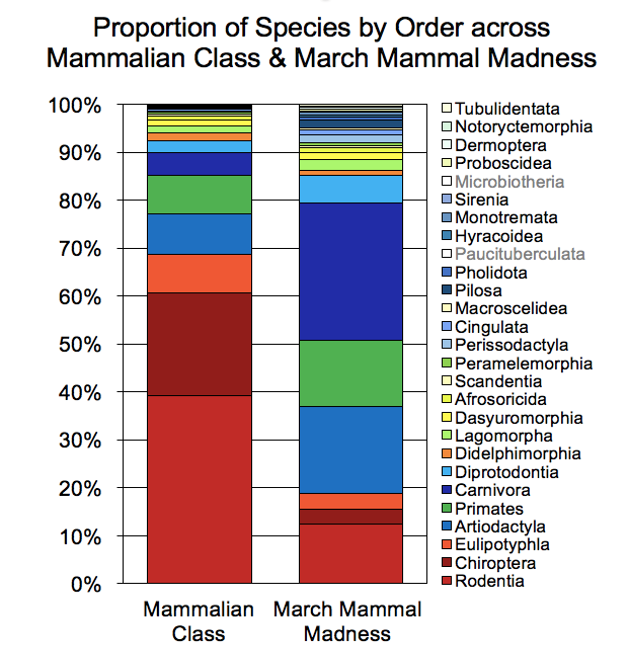 Proportion of Species by Order across
Mammalian Class & March Mammal Madness
100%
90%
80%
70%
60%
50%
40%
30%
20%
10%
0%
Mammalian
Class
March Mammal
Madness
Tubulidentata
Notoryctemorphia
Dermoptera
Proboscidea
Microbiotheria
Sirenia
Monotremata
Hyracoidea
Paucituberculata
Pholidota
Pilosa
Macroscelidea
Cingulata
Perissodactyla
Peramelemorphia
Scandentia
Afrosoricida
Dasyuromorphia
Lagomorpha
Didelphimorphia
Diprotodontia
Carnivora
Primates
Artiodactyla
Eulipotyphla
Chiroptera
Rodentia